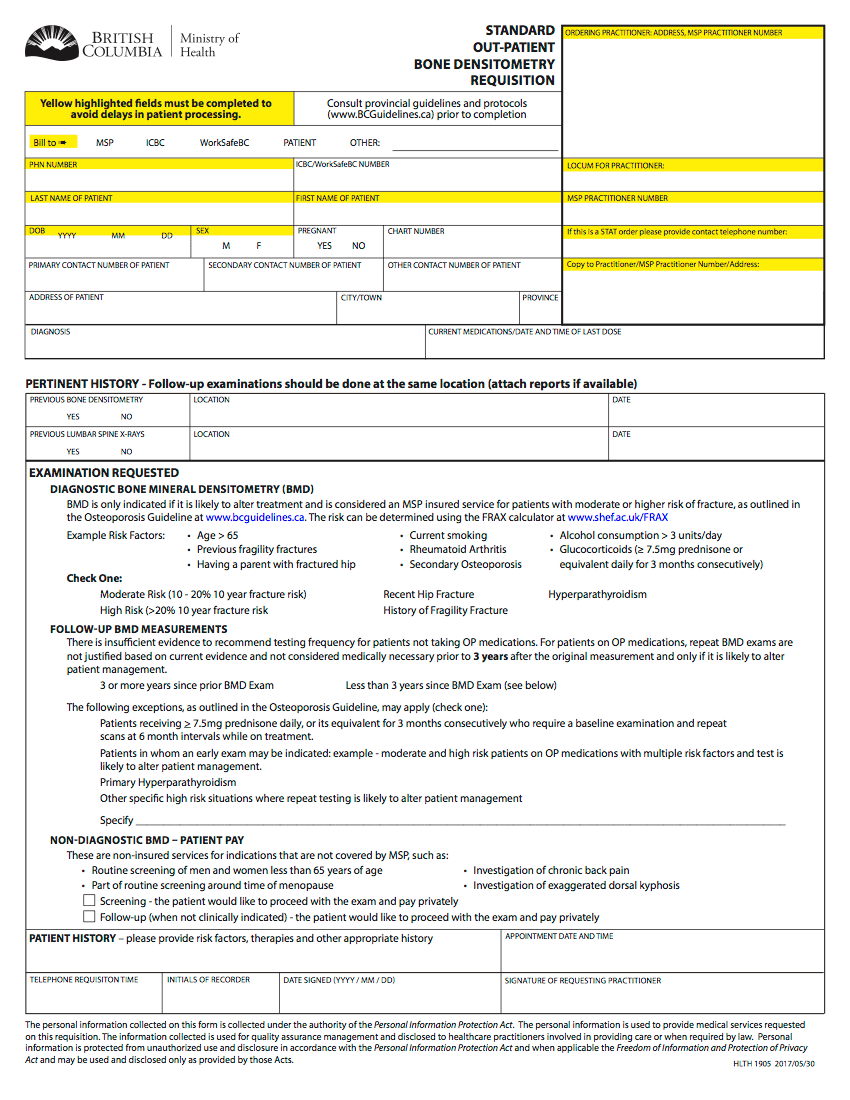 BRITISH
COLUMBIA
Ministry of
Health
STANDARD
OUT-PATIENT
BONE DENSITOMETRY
REQUISITION
ORDERING PRACTITIONER: ADDRESS, MSP PRACTITIONER NUMBER
Yellow highlighted fields must be completed to
avoid delays in patient processing.
Consult provincial guidelines and protocols
(www.BCGuidelines.ca) prior to completion
Bill to ➨ MSP ICBC WorkSafeBC PATIENT OTHER:
PHN NUMBER ICBC/WorkSafeBC NUMBER LOCUM FOR PRACTITIONER:
LAST NAME OF PATIENT FIRST NAME OF PATIENT MSP PRACTITIONER NUMBER
DOB YYYY MM DD SEX M F PREGNANT YES NO CHART NUMBER If this is a STAT order please provide contact telephone number:
PRIMARY CONTACT NUMBER OF PATIENT SECONDARY CONTACT NUMBER OF PATIENT OTHER CONTACT NUMBER OF PATIENT Copy to Practitioner/MSP Practitioner Number/Address:
ADDRESS OF PATIENT CITY/TOWN PROVINCE
DIAGNOSIS CURRENT MEDICATIONS/DATE AND TIME OF LAST DOSE
PERTINENT HISTORY - Follow-up examinations should be done at the same location (attach reports if available)
PREVIOUS BONE DENSITOMETRY LOCATION DATE
YES NO
PREVIOUS LUMBAR SPINE X-RAYS LOCATION DATE
YES NO
EXAMINATION REQUESTED
DIAGNOSTIC BONE MINERAL DENSITOMETRY (BMD)
BMD is only indicated if it is likely to alter treatment and is considered an MSP insured service for patients with moderate or higher risk of fracture, as outlined in
the Osteoporosis Guideline at www.bcguidelines.ca. The risk can be determined using the FRAX calculator at www.shef.ac.uk/FRAX
Example Risk Factors: • Age > 65 • Current smoking • Alcohol consumption > 3 units/day
• Previous fragility fractures • Rheumatoid Arthritis • Glucocorticoids (≥ 7.5mg prednisone or
• Having a parent with fractured hip • Secondary Osteoporosis equivalent daily for 3 months consecutively)
Check One:
Moderate Risk (10 - 20% 10 year fracture risk) Recent Hip Fracture Hyperparathyroidism
High Risk (>20% 10 year fracture risk History of Fragility Fracture
FOLLOW-UP BMD MEASUREMENTS
There is insufficient evidence to recommend testing frequency for patients not taking OP medications. For patients on OP medications, repeat BMD exams are
not justified based on current evidence and not considered medically necessary prior to 3 years after the original measurement and only if it is likely to alter
patient management.
3 or more years since prior BMD Exam Less than 3 years since BMD Exam (see below)
The following exceptions, as outlined in the Osteoporosis Guideline, may apply (check one):
Patients receiving ≥ 7.5mg prednisone daily, or its equivalent for 3 months consecutively who require a baseline examination and repeat
scans at 6 month intervals while on treatment.
Patients in whom an early exam may be indicated: example - moderate and high risk patients on OP medications with multiple risk factors and test is
likely to alter patient management.
Primary Hyperparathyroidism
Other specific high risk situations where repeat testing is likely to alter patient management
Specify
NON-DIAGNOSTIC BMD – PATIENT PAY
These are non-insured services for indications that are not covered by MSP, such as:
• Routine screening of men and women less than 65 years of age • Investigation of chronic back pain
• Part of routine screening around time of menopause • Investigation of exaggerated dorsal kyphosis
Screening - the patient would like to proceed with the exam and pay privately
Follow-up (when not clinically indicated) - the patient would like to proceed with the exam and pay privately
PATIENT HISTORY – please provide risk factors, therapies and other appropriate history APPOINTMENT DATE AND TIME
TELEPHONE REQUISITON TIME INITIALS OF RECORDER DATE SIGNED (YYYY / MM / DD) SIGNATURE OF REQUESTING PRACTITIONER
The personal information collected on this form is collected under the authority of the Personal Information Protection Act. The personal information is used to provide medical services requested
on this requisition. The information collected is used for quality assurance management and disclosed to healthcare practitioners involved in providing care or when required by law. Personal
information is protected from unauthorized use and disclosure in accordance with the Personal Information Protection Act and when applicable the Freedom of Information and Protection of Privacy
Act and may be used and disclosed only as provided by those Acts.
HLTH 1905 2017/05/30